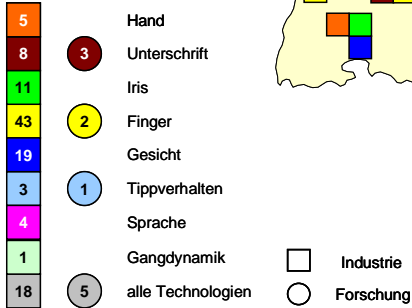 5 Hand
8 3 Unterschrift
11 Iris
43 2 Finger
19 Gesicht
3 1 Tippverhalten
4 Sprache
1 Gangdynamik
18 5 alle Technologien
Industrie
Forschung